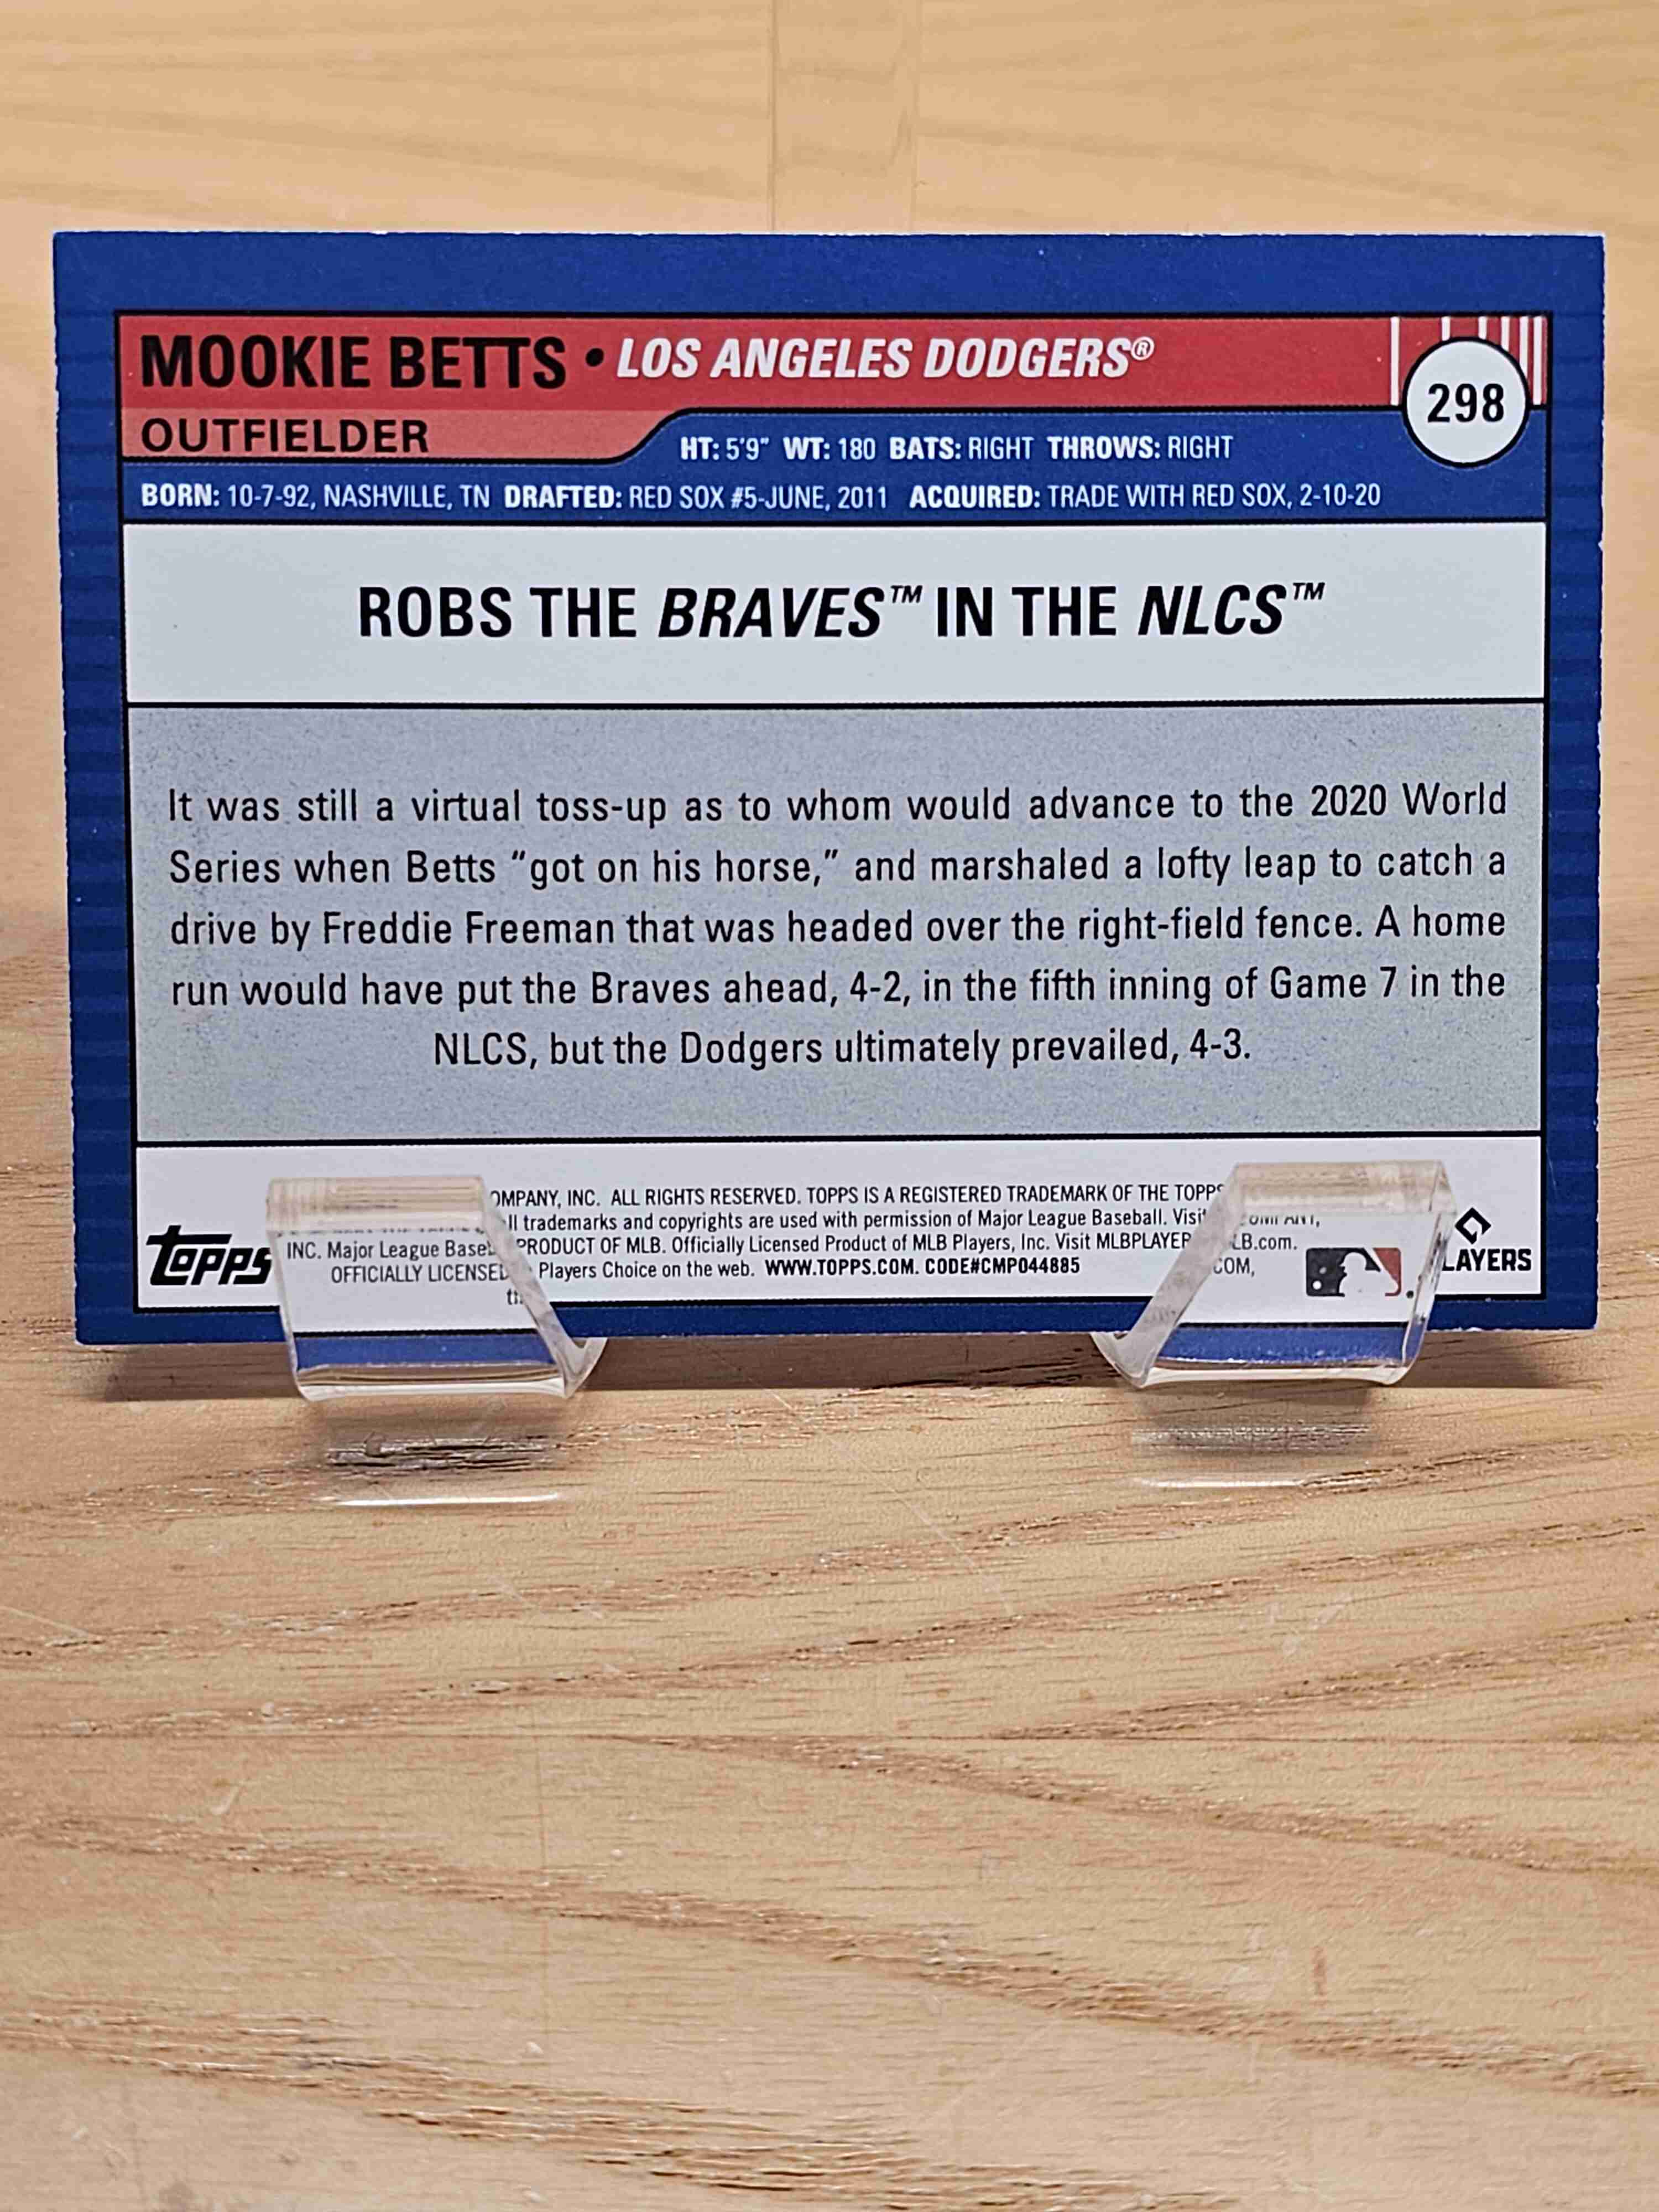 MOOKIE BETTS • LOS ANGELES DODGERS®
298
OUTFIELDER
HT: 5'9" WT: 180 BATS: RIGHT THROWS: RIGHT
BORN: 10-7-92, NASHVILLE, TN DRAFTED: RED SOX #5-JUNE, 2011 ACQUIRED: TRADE WITH RED SOX, 2-10-20
ROBS THE BRAVES™ IN THE NLCS™
It was still a virtual toss-up as to whom would advance to the 2020 World
Series when Betts “got on his horse,” and marshaled a lofty leap to catch a
drive by Freddie Freeman that was headed over the right-field fence. A home
run would have put the Braves ahead, 4-2, in the fifth inning of Game 7 in the
NLCS, but the Dodgers ultimately prevailed, 4-3.
INC. ALL RIGHTS RESERVED. TOPPS IS A REGISTERED TRADEMARK OF THE
trademarks and copyrights are used with permission of Major League Baseball.
INC. Major League PRODUCT OF MLB. Officially Licensed Product of MLB Players, Inc. Visit
OFFICIALLY Players Choice on the web. WWW.TOPPS.COM. CODE#CMP044885
topps